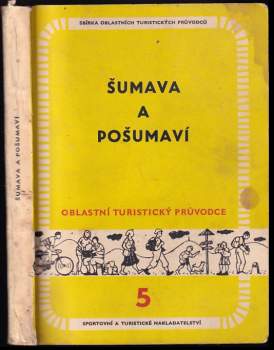 SBÍRKA OBLASTNÍCH TURISTICKÝCH PRŮVODCŮ
ŠUMAVA
A
POŠUMAVÍ
OBLASTNÍ TURISTICKÝ PRŮVODCE
5
SPORTOVNÍ A TURISTICKÉ NAKLADATELSTVÍ
ŠUMAVA A POŠUMAVÍ